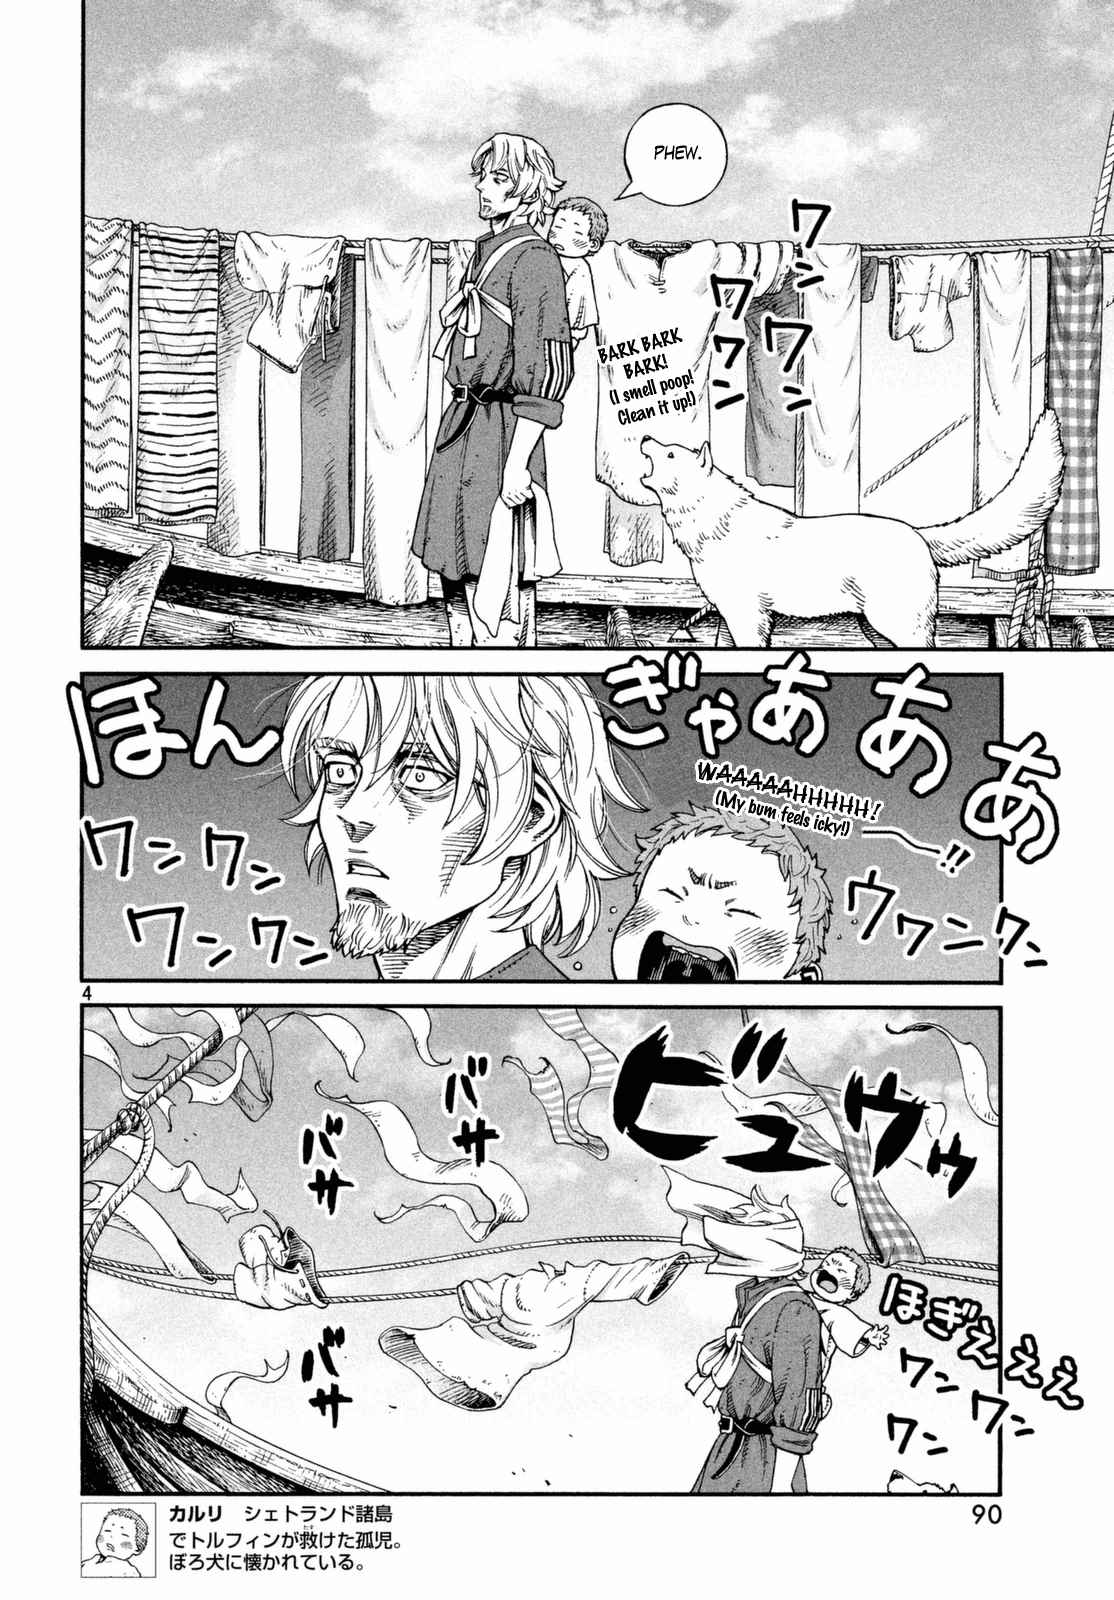 PHEW.
ワンワン
ワン
ワン
BARK BARK
BARK!
(I smell poop!
Clean it up!)
ほんぎゃあああ
WAAAAAHHHHH!
(My bum feels icky!)
〜!!
ワンワン
ワンワン
ウワンワン
4
ビュウゥ
バサ
バサ
バサ
ほぎえええ
ワンワン
ワン
カルリ シェトランド諸島
でトルフィンが救けた孤児。
ぼろ犬に懐かれている。
90